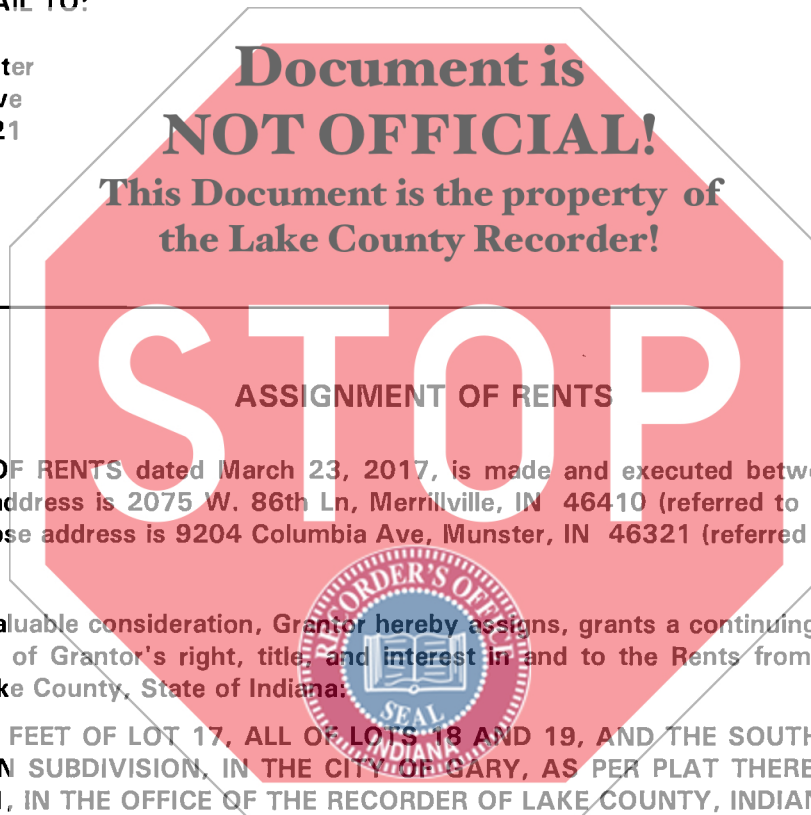 AIL TO:
ter
ve
21
Document is
NOT OFFICIAL!
This Document is the property of
the Lake County Recorder!
STOP
ASSIGNMENT OF RENTS
OF RENTS dated March 23, 2017, is made and executed betwe
address is 2075 W. 86th Ln, Merrillville, IN 46410 (referred to
ose address is 9204 Columbia Ave, Munster, IN 46321 (referred
aluable consideration, Grantor hereby assigns, grants a continuing
of Grantor's right, title, and interest in and to the Rents from
ke County, State of Indiana:
RECORDER'S OFFICE
SEAL
INDIANA
FEET OF LOT 17, ALL OF LOTS 18 AND 19, AND THE SOUTH
N SUBDIVISION, IN THE CITY OF GARY, AS PER PLAT THERE
, IN THE OFFICE OF THE RECORDER OF LAKE COUNTY, INDIAN